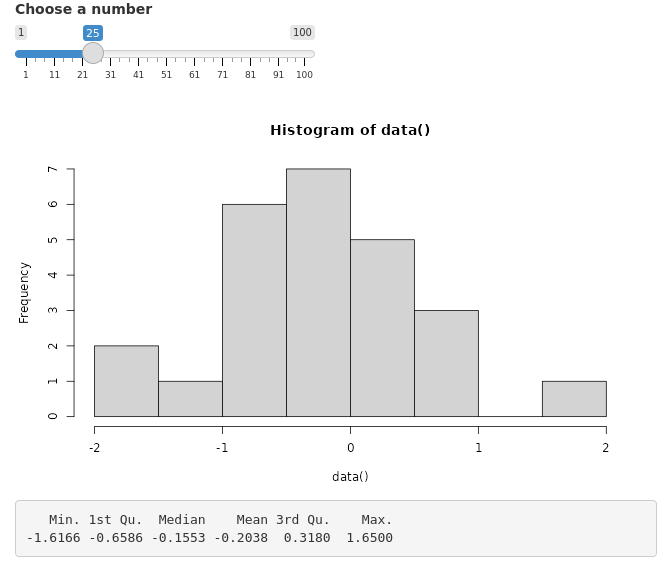 Choose a number
1 25 100
1 11 21 31 41 51 61 71 81 91 100
Histogram of data()
Frequency
7
6
5
4
3
2
1
0
-2 -1 0 1 2
data()
Min. 1st Qu. Median Mean 3rd Qu. Max.
-1.6166 -0.6586 -0.1553 -0.2038 0.3180 1.6500